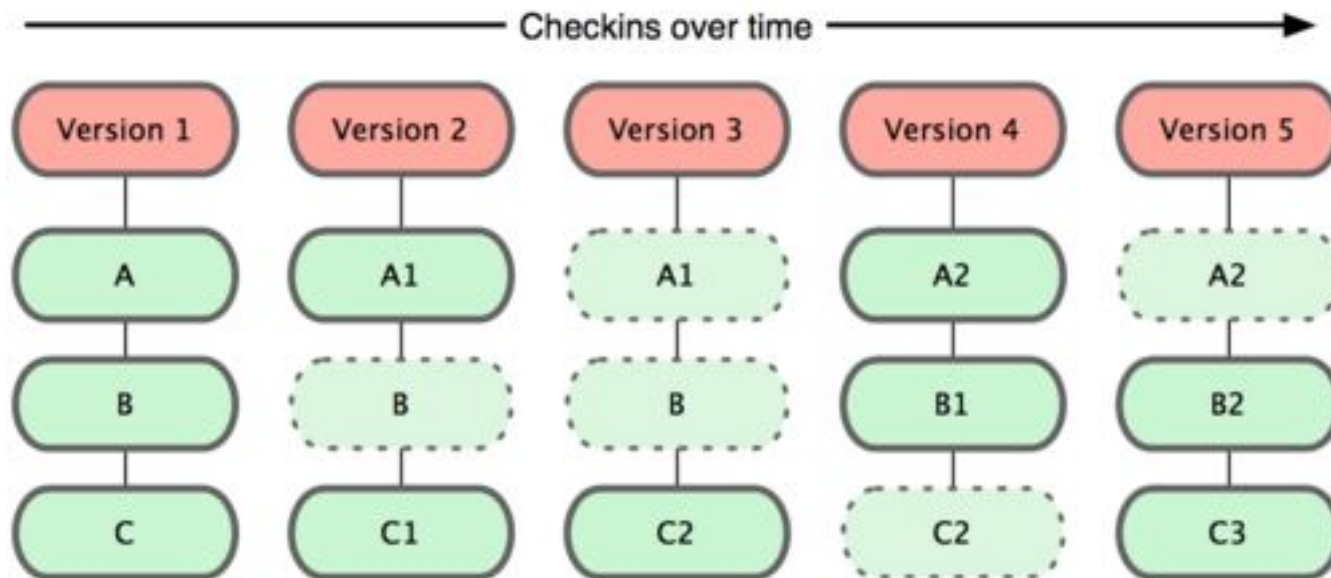 Checkins over time
Version 1 Version 2 Version 3 Version 4 Version 5
A A1 A1 A2 A2
B B B B1 B2
C C1 C2 C2 C3